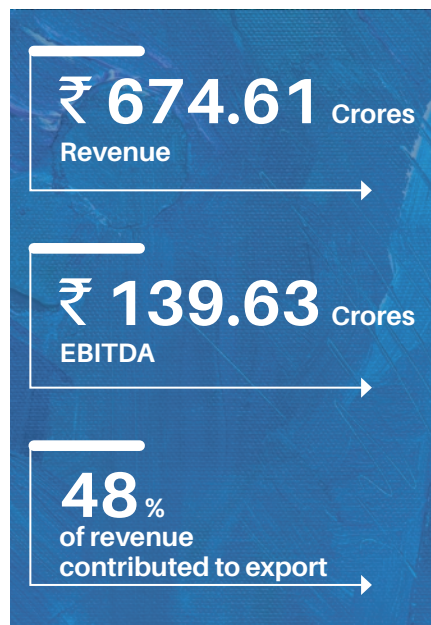 ₹ 674.61 Crores
Revenue
₹ 139.63 Crores
EBITDA
48 %
of revenue
contributed to export